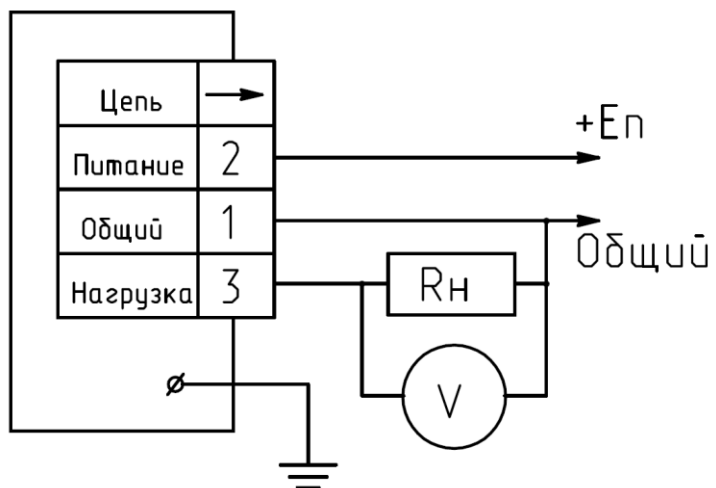 Цепь
+Еп
Питание 2
Общий 1
Общий
Нагрузка 3
Rн
V